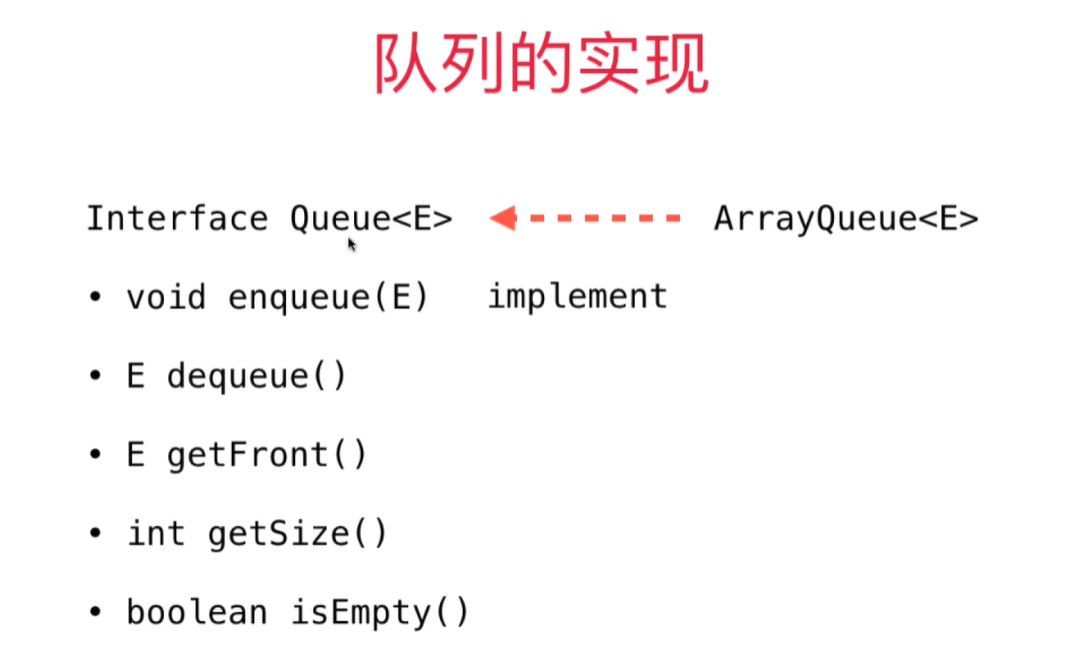 队列的实现
Interface Queue<E> ArrayQueue<E>
• void enqueue(E) implement
• E dequeue()
• E getFront()
• int getSize()
• boolean isEmpty()